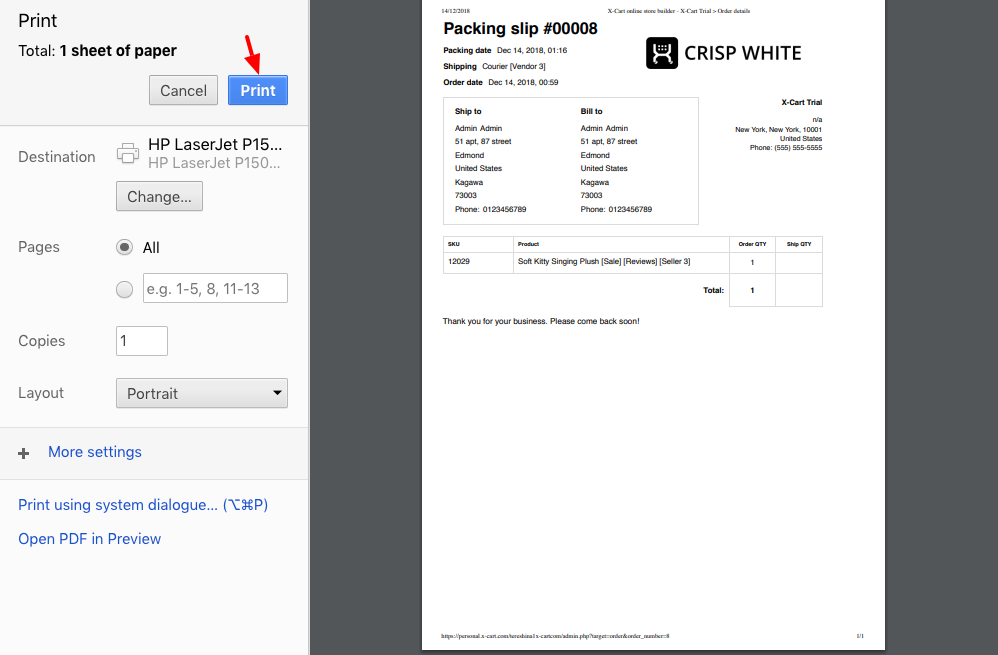 Print
Total: 1 sheet of paper
Cancel
Print
Destination
HP LaserJet P15...
HP LaserJet P150...
Change...
Pages
All
e.g. 1-5, 8, 11-13
Copies
1
Layout
Portrait
More settings
Print using system dialogue... (⌥⌘P)
Open PDF in Preview
14/12/2018
X-Cart online store builder - X-Cart Trial > Order details
Packing slip #00008
Packing date Dec 14, 2018, 01:16
Shipping Courier [Vendor 3]
Order date Dec 14, 2018, 00:59
CRISP WHITE
X-Cart Trial
n/a
New York, New York, 10001
United States
Phone: (555) 555-5555
Ship to
Admin Admin
51 apt, 87 street
Edmond
United States
Kagawa
73003
Phone: 0123456789
Bill to
Admin Admin
51 apt, 87 street
Edmond
United States
Kagawa
73003
Phone: 0123456789
SKU Product Order QTY Ship QTY
12029 Soft Kitty Singing Plush [Sale] [Reviews] [Seller 3] 1
Total: 1
Thank you for your business. Please come back soon!
https://personal.x-cart.com/tereshina1x-cartcom/admin.php?target=order&order_number=8
1/1